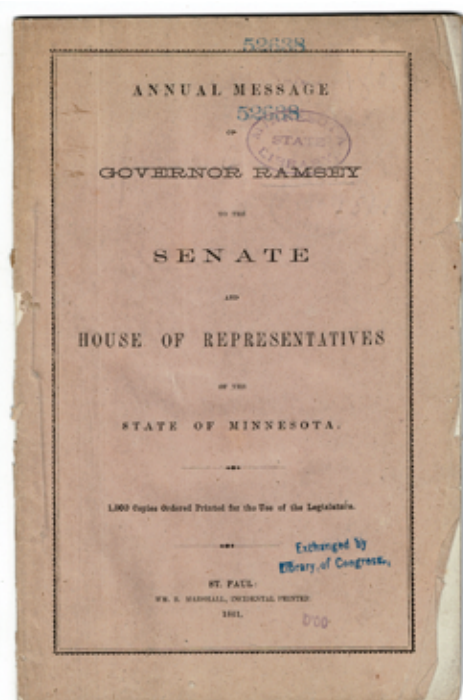 52638
ANNUAL MESSAGE
52638
OF
GOVERNOR RAMSEY
TO THE
SENATE
AND
HOUSE OF REPRESENTATIVES
OF THE
STATE OF MINNESOTA.
1,000 Copies Ordered Printed for the Use of the Legislature.
Exchanged by
Library of Congress.
ST. PAUL:
WM. R. MARSHALL, INCIDENTAL PRINTER.
1861.
STATE